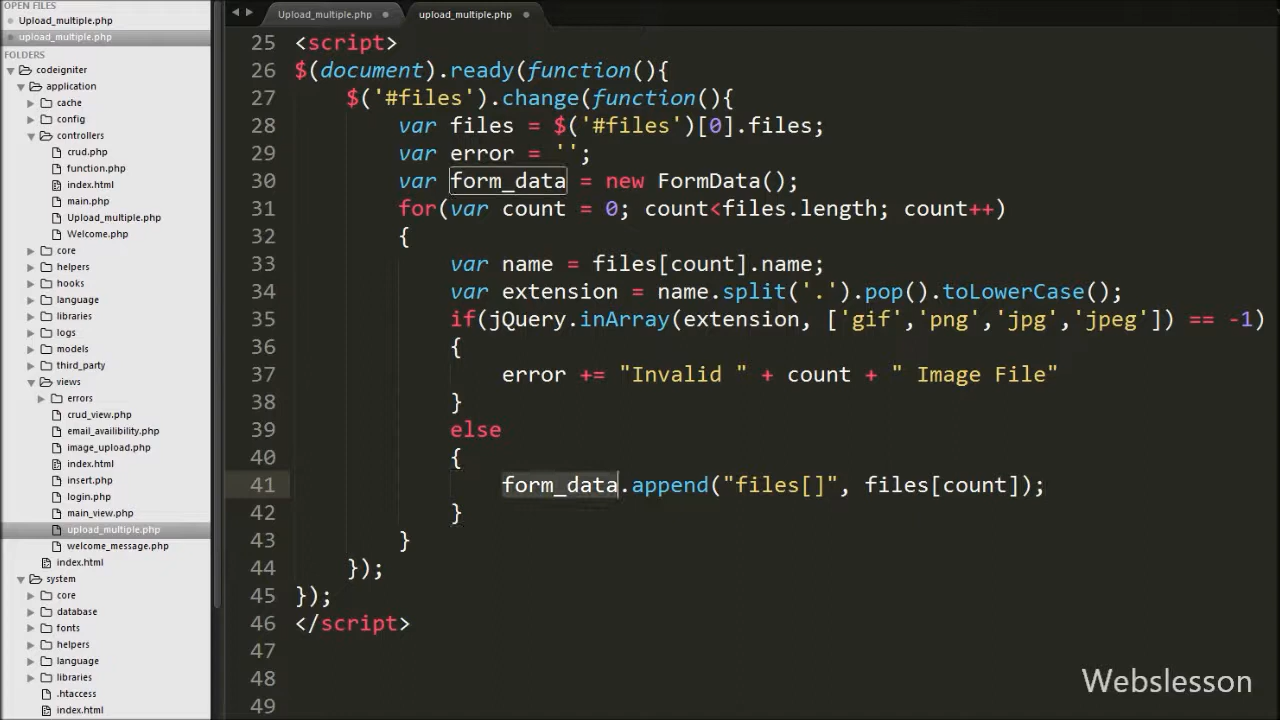 OPEN FILES
Upload_multiple.php
upload_multiple.php
FOLDERS
codeigniter
application
cache
config
controllers
crud.php
function.php
index.html
main.php
Upload_multiple.php
Welcome.php
core
helpers
hooks
language
libraries
logs
models
third_party
views
errors
crud_view.php
email_availibility.php
image_upload.php
index.html
insert.php
login.php
main_view.php
upload_multiple.php
welcome_message.php
index.html
system
core
database
fonts
helpers
language
libraries
.htaccess
index.html
Upload_multiple.php
upload_multiple.php
25 <script>
26 $(document).ready(function(){
27     $('#files').change(function(){
28         var files = $('#files')[0].files;
29         var error = '';
30         var form_data = new FormData();
31         for(var count = 0; count<files.length; count++)
32         {
33             var name = files[count].name;
34             var extension = name.split('.').pop().toLowerCase();
35             if(jQuery.inArray(extension, ['gif','png','jpg','jpeg']) == -1)
36             {
37                 error += "Invalid " + count + " Image File"
38             }
39             else
40             {
41                 form_data.append("files[]", files[count]);
42             }
43         }
44     });
45 });
46 </script>
47
48
49
Webslesson